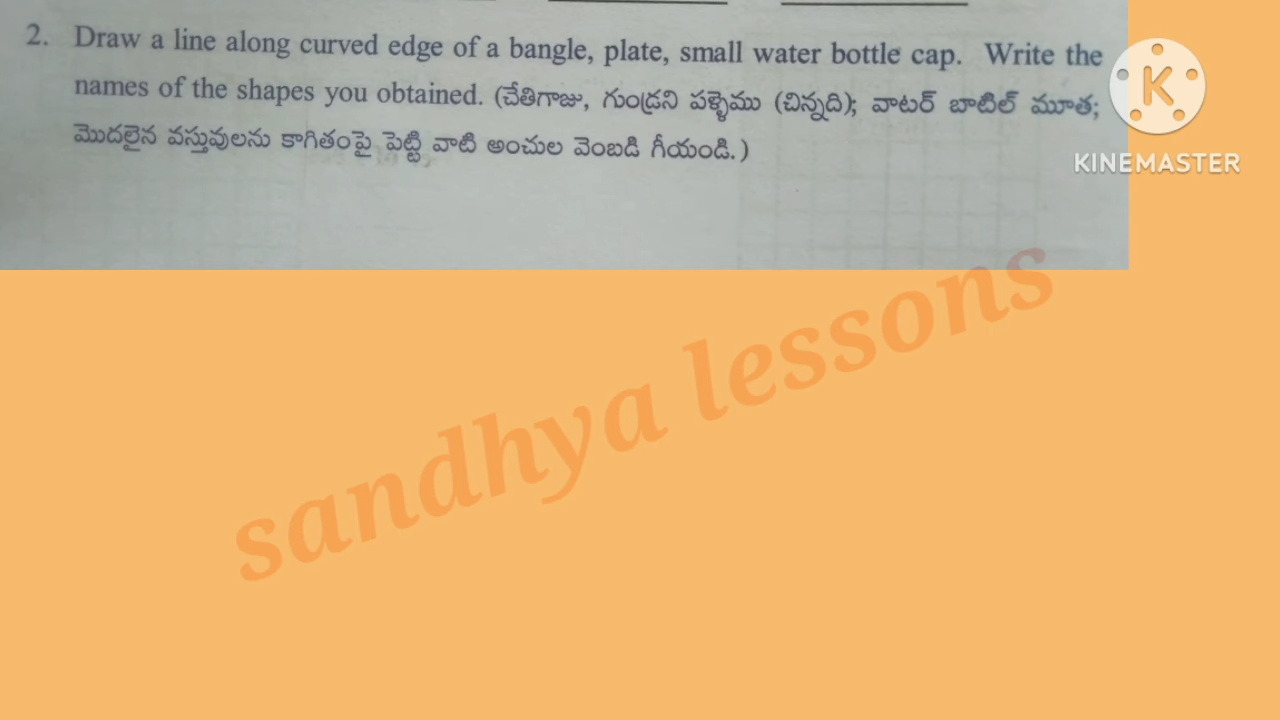 2. Draw a line along curved edge of a bangle, plate, small water bottle cap. Write the
names of the shapes you obtained. (చేతిగాజు, గుండ్రని పళ్ళెము (చిన్నది); వాటర్ బాటిల్ మూత;
మొదలైన వస్తువులను కాగితంపై పెట్టి వాటి అంచుల వెంబడి గీయండి.)
K
KINEMASTER
sandhya lessons